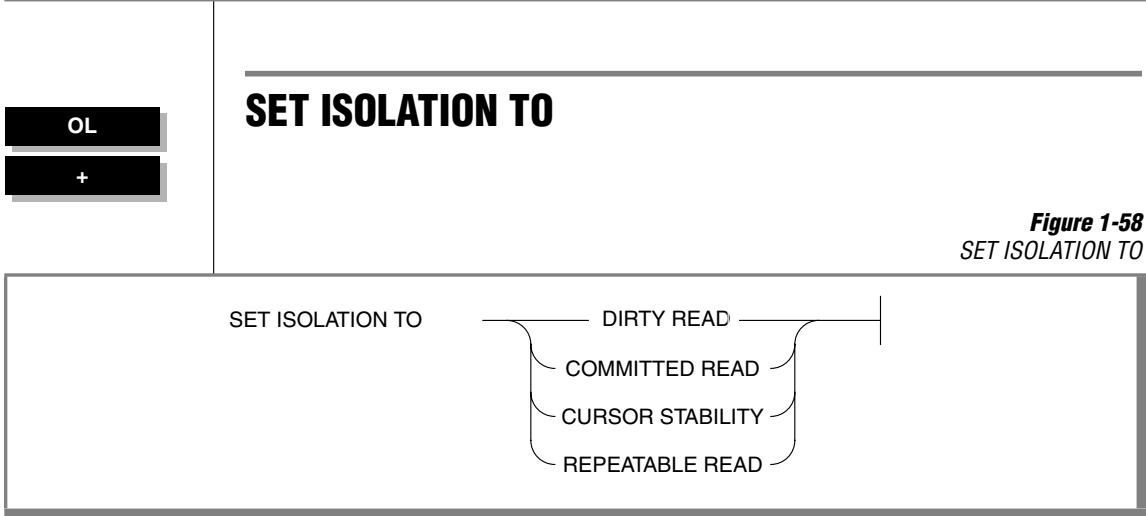 OL
+
SET ISOLATION TO
Figure 1-58
SET ISOLATION TO
SET ISOLATION TO
DIRTY READ
COMMITTED READ
CURSOR STABILITY
REPEATABLE READ